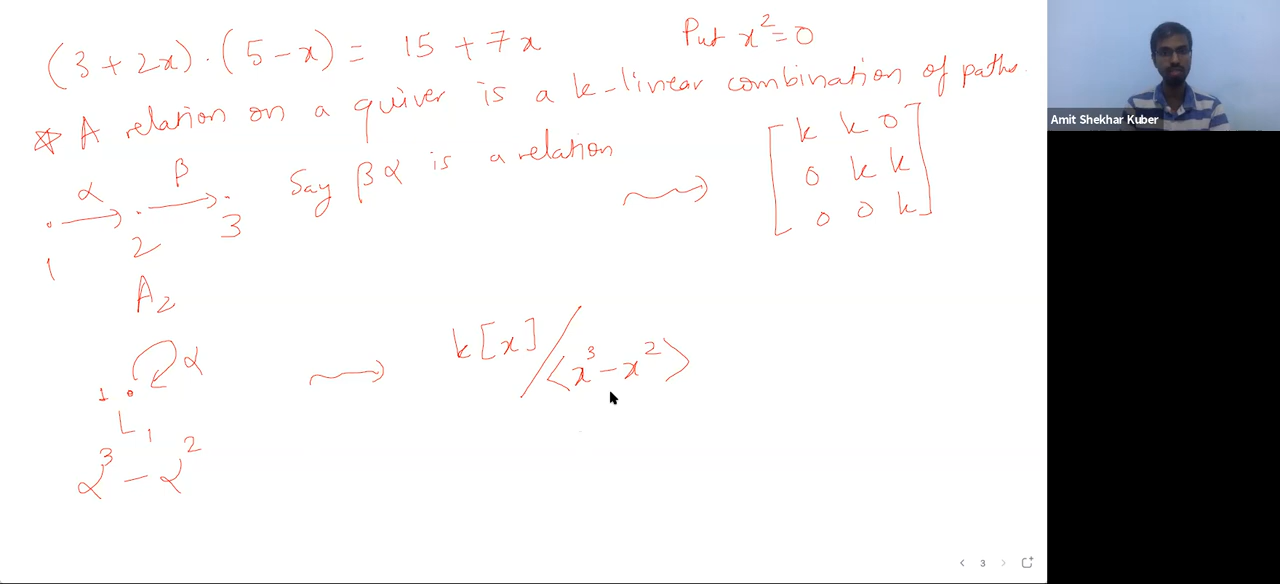 (3 + 2x) · (5 - x) = 15 + 7x Put x² = 0
* A relation on a quiver is a k-linear combination of paths.
1 α 2 β 3 Say βα is a relation ⇝ [k k 0; 0 k k; 0 0 k]
A₂
1 α ⇝ k[x]/⟨x³ - x²⟩
L₁
α³ - α²
Amit Shekhar Kuber
3